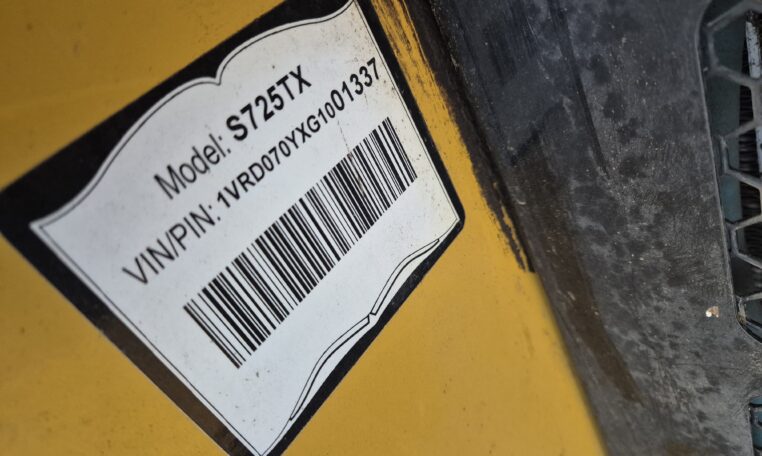 Model: S725TX
VIN/PIN: 1VRD070YXG1001337